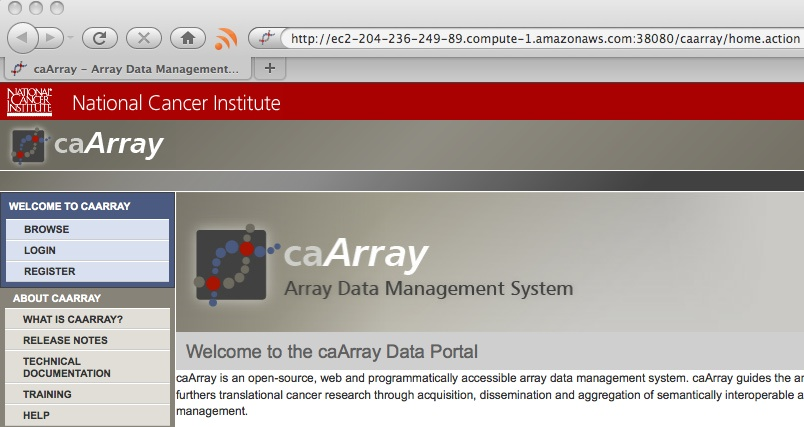 http://ec2-204-236-249-89.compute-1.amazonaws.com:38080/caarray/home.action
caArray – Array Data Management...
NATIONAL
CANCER
INSTITUTE
National Cancer Institute
caArray
WELCOME TO CAARRAY
BROWSE
LOGIN
REGISTER
ABOUT CAARRAY
WHAT IS CAARRAY?
RELEASE NOTES
TECHNICAL
DOCUMENTATION
TRAINING
HELP
caArray
Array Data Management System
Welcome to the caArray Data Portal
caArray is an open-source, web and programmatically accessible array data management system. caArray guides the
furthers translational cancer research through acquisition, dissemination and aggregation of semantically interoperable
management.